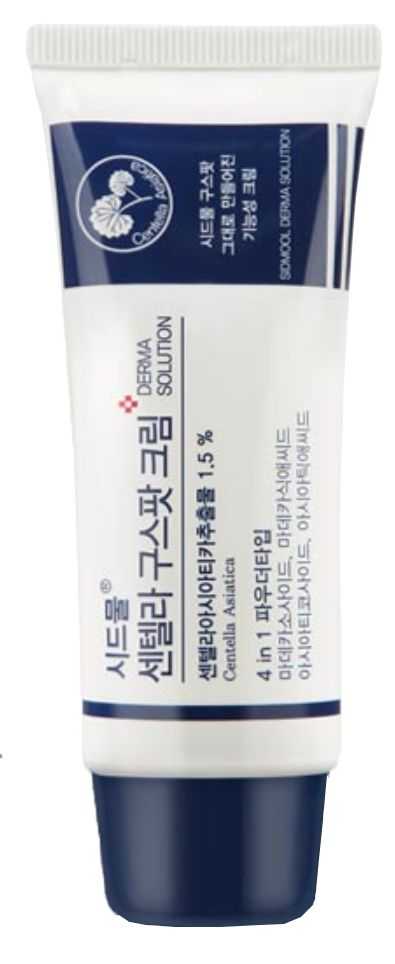 Centella Asiatica
시드물 구스팟
그대로 만들어진
기능성 크림
SIDMOOL DERMA SOLUTION
시드물®
센텔라 구스팟 크림
DERMA
SOLUTION
센텔라아시아티카추출물 1.5 %
Centella Asiatica
4 in 1 파우더타입
마데카소사이드, 마데카식애씨드
아시아티코사이드, 아시아틱애씨드